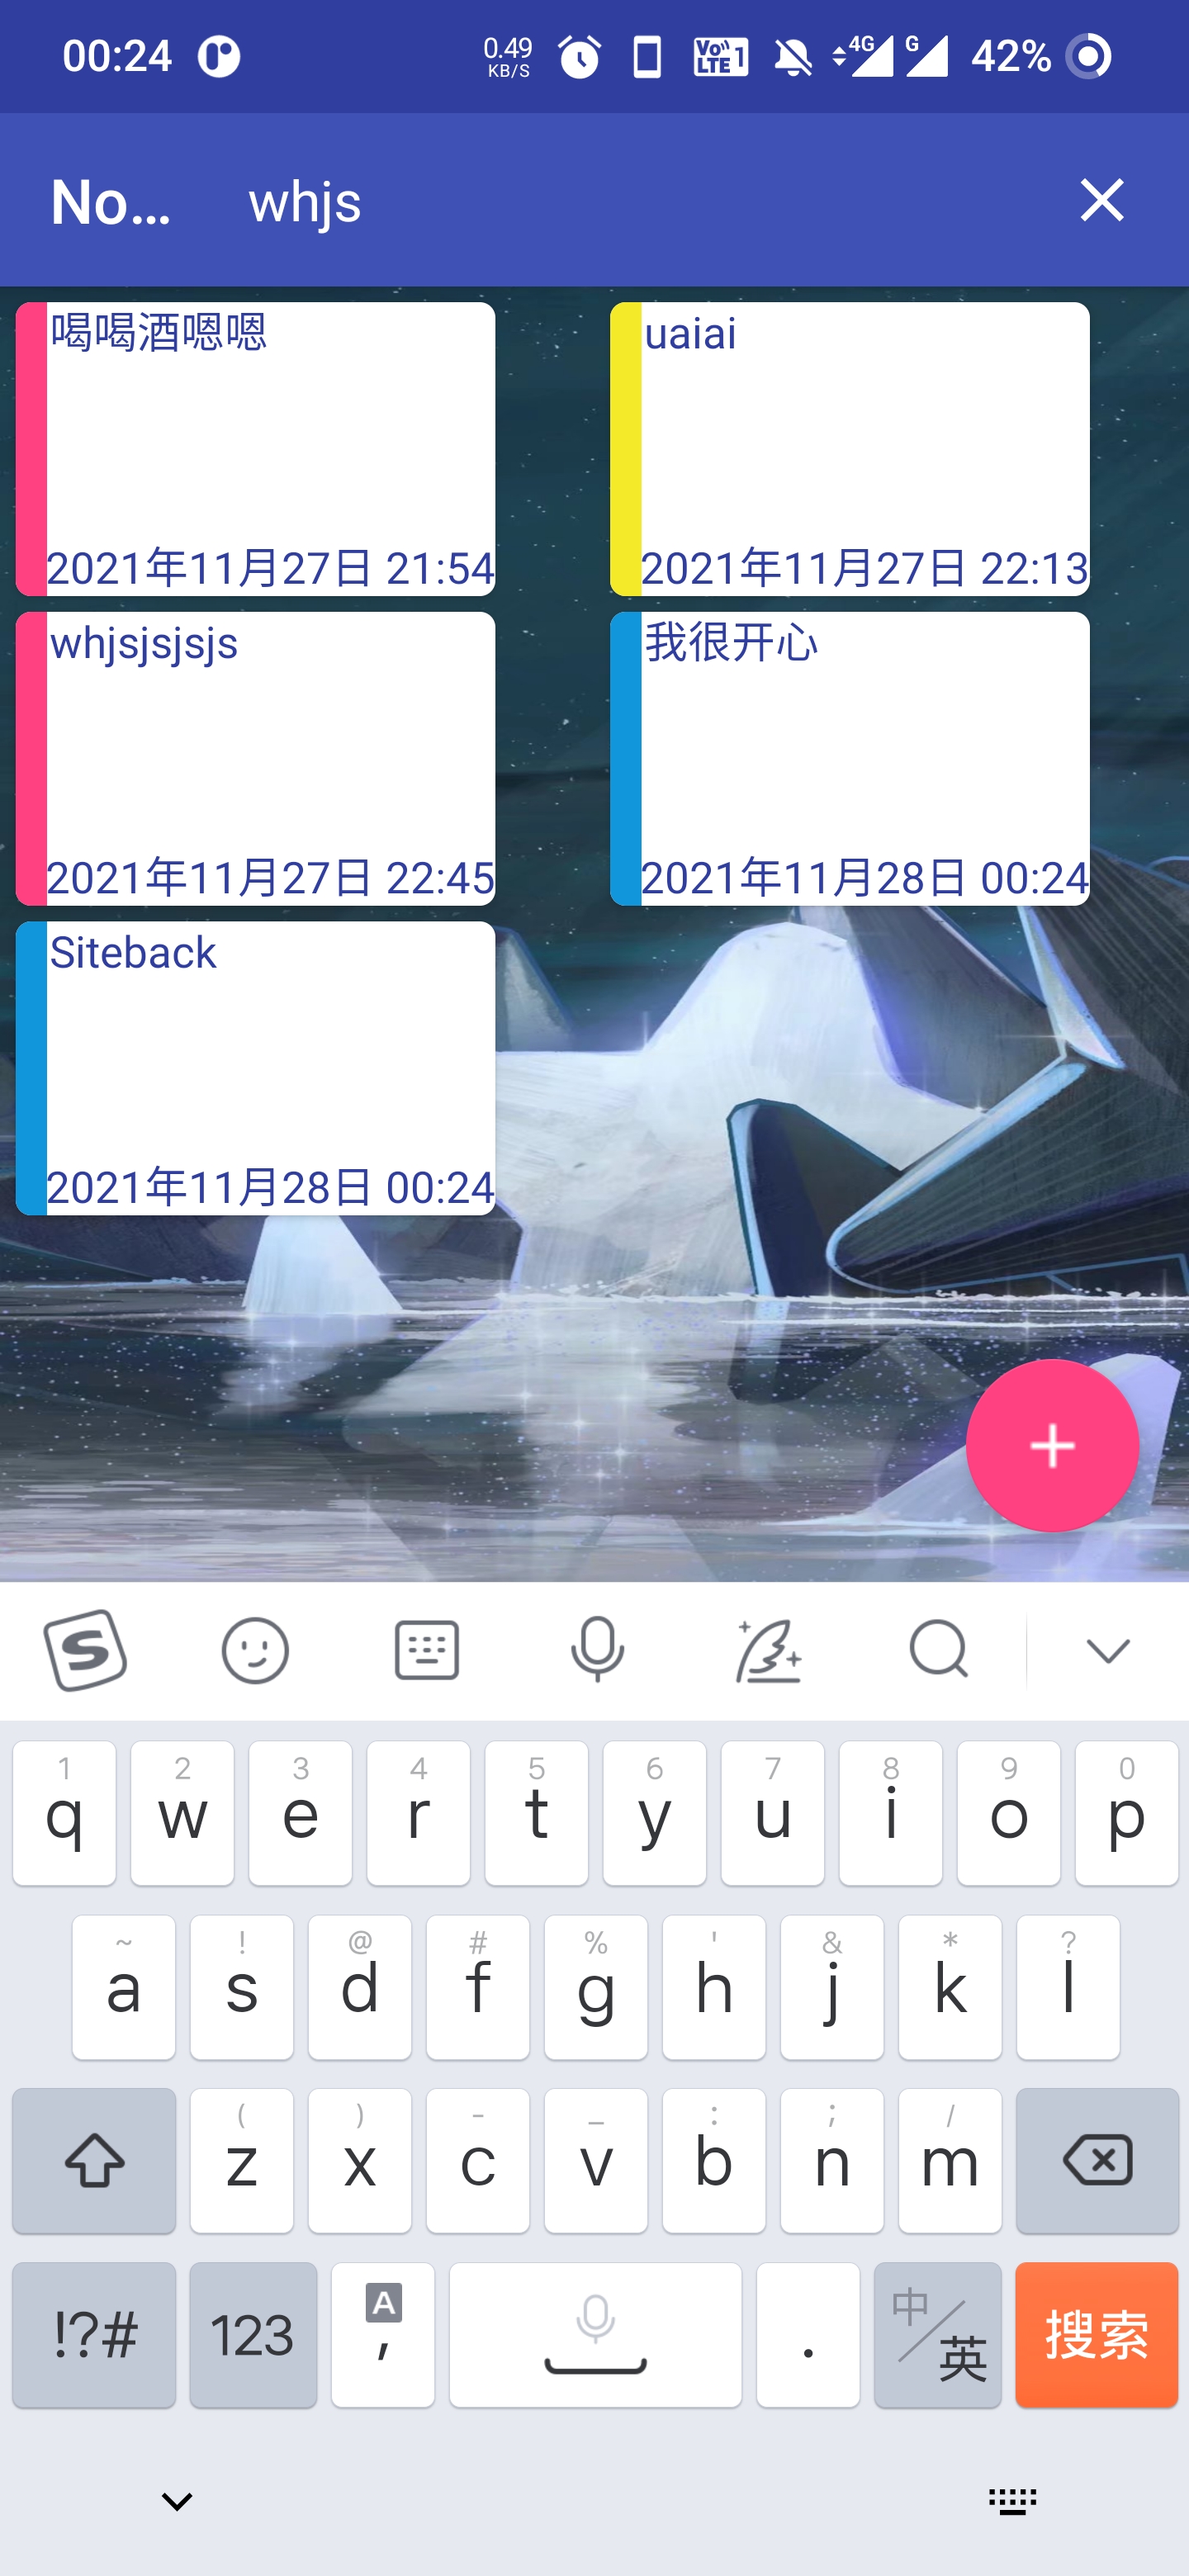 00:24 0.49 KB/S VoLTE 1 4G G 42%
No... whjs
喝喝酒嗯嗯
2021年11月27日 21:54
uaiai
2021年11月27日 22:13
whjsjsjsjs
2021年11月27日 22:45
我很开心
2021年11月28日 00:24
Siteback
2021年11月28日 00:24
1 2 3 4 5 6 7 8 9 0
q w e r t y u i o p
~ ! @ # % ' & * ?
a s d f g h j k l
( ) - _ : ; /
z x c v b n m
!?# 123 A , . 中/英 搜索